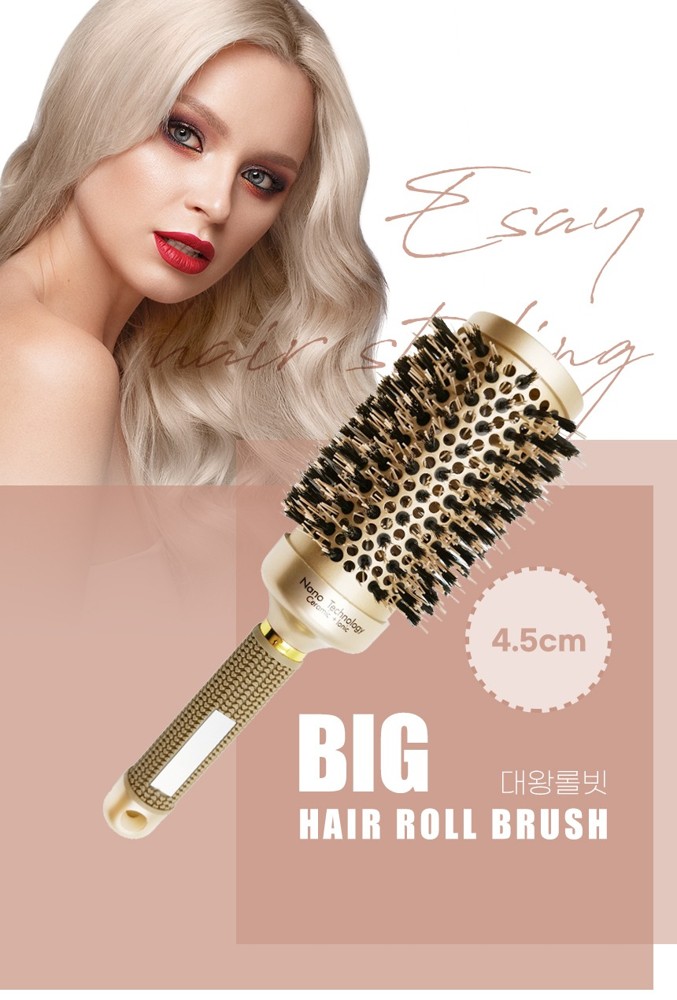 Esay
hair styling
Nano Technology
Ceramic + Ionic
4.5cm
BIG
대왕롤빗
HAIR ROLL BRUSH